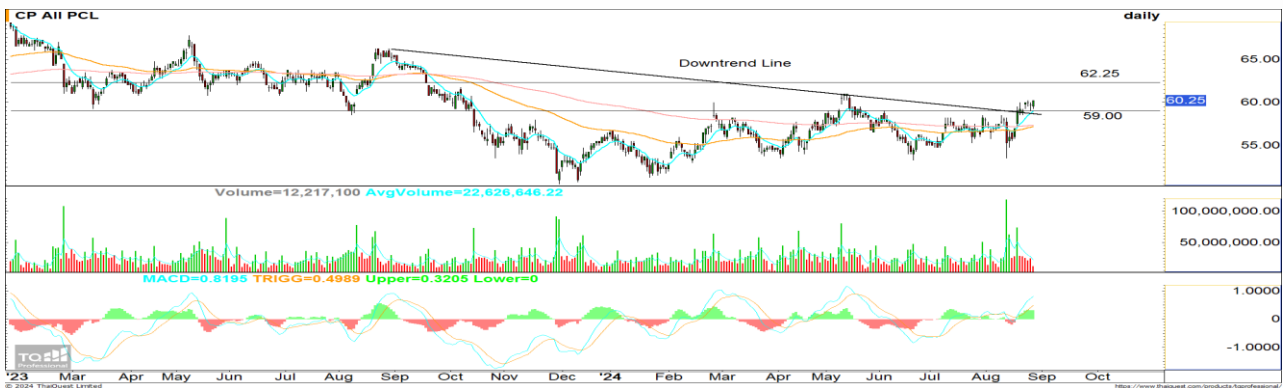 CP All PCL
daily
65.00
Downtrend Line
62.25
60.25
60.00
59.00
55.00
Volume=12,217,100 AvgVolume=22,626,646.22
100,000,000.00
50,000,000.00
MACD=0.8195 TRIGG=0.4989 Upper=0.3205 Lower=0
1.0000
0
-1.0000
TQ
Professional
'23 Mar Apr May Jun Jul Aug Sep Oct Nov Dec '24 Feb Mar Apr May Jun Jul Aug Sep Oct
© 2024 ThaiQuest Limited
https://www.thaiquest.com/products/tqprofessional/